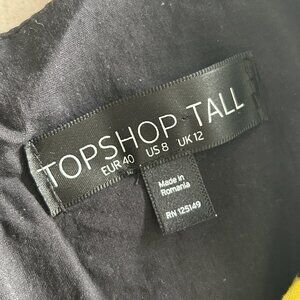 TOPSHOP TALL
EUR 40 US 8 UK 12
Made in
Romania
RN 125149